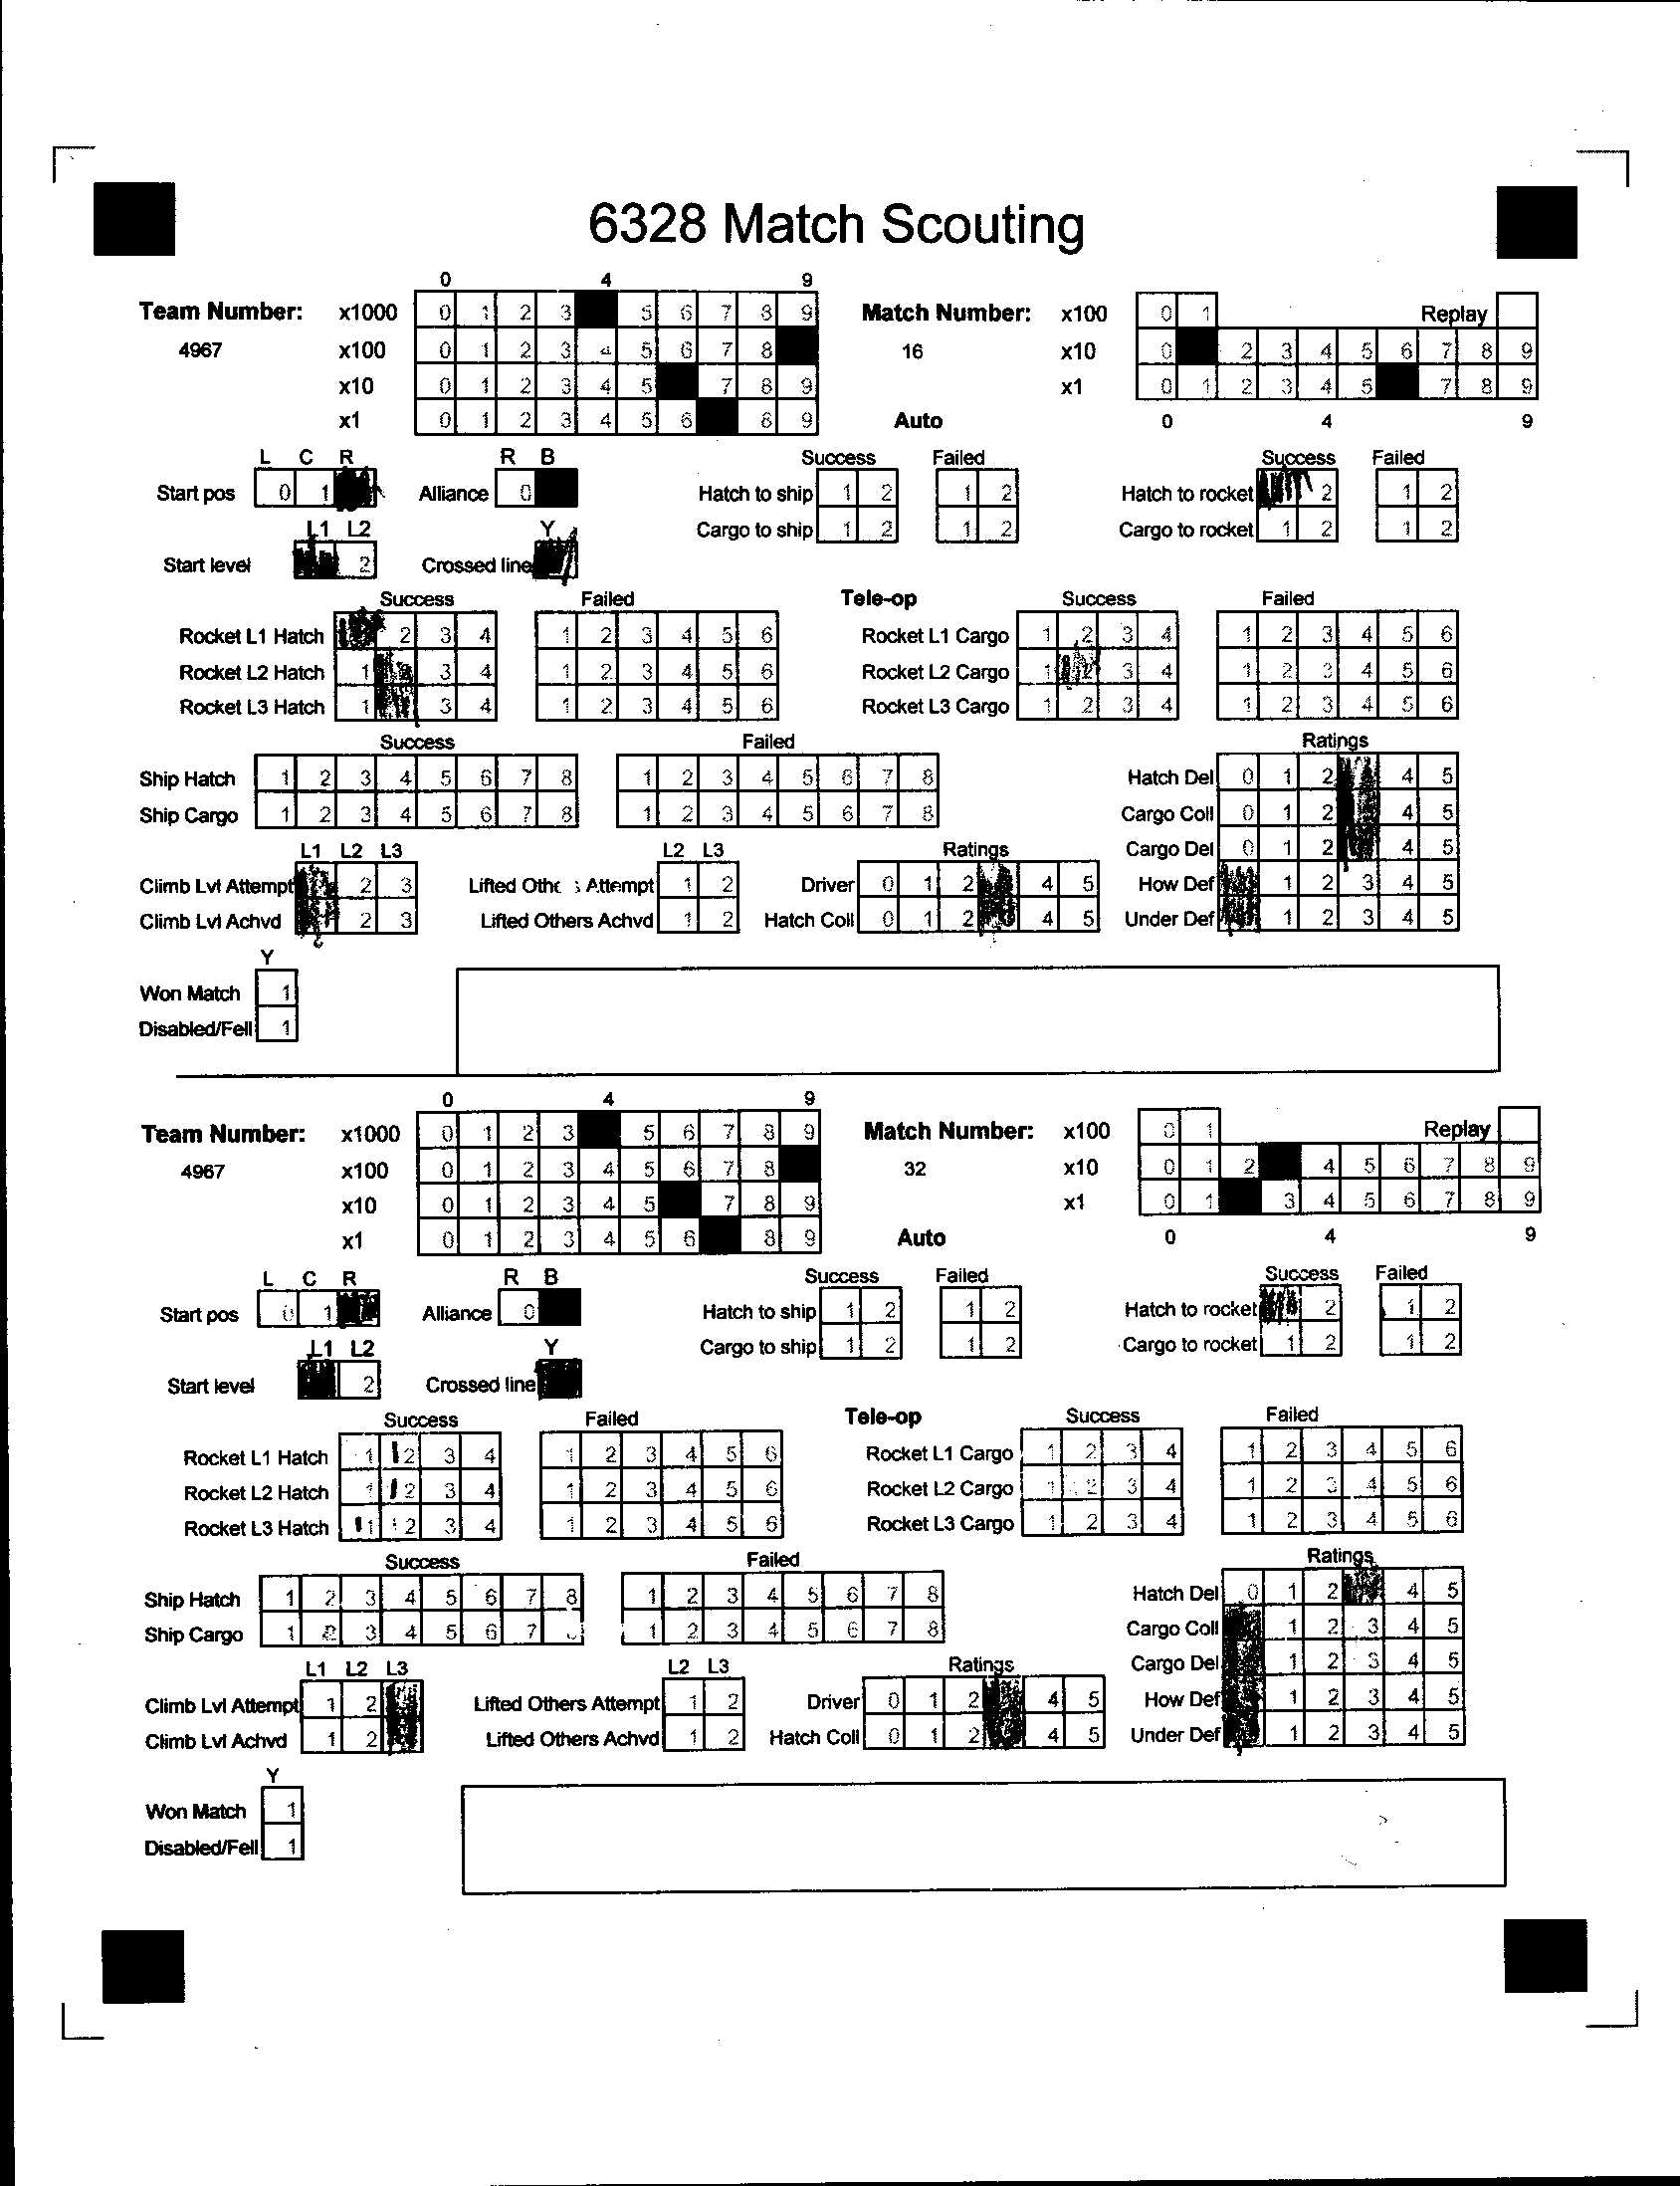 6328 Match Scouting
0 4 9
Team Number: x1000 0 1 2 3 5 6 7 8 9 Match Number: x100 0 1 Replay
4967 x100 0 1 2 3 4 5 6 7 8 16 x10 0 2 3 4 5 6 7 8 9
x10 0 1 2 3 4 5 7 8 9 x1 0 1 2 3 4 5 7 8 9
x1 0 1 2 3 4 5 6 8 9 Auto 0 4 9
L C R R B Success Failed Success Failed
Start pos 0 1 Alliance 0 Hatch to ship 1 2 1 2 Hatch to rocket 2 1 2
L1 L2 Y Cargo to ship 1 2 1 2 Cargo to rocket 1 2 1 2
Start level 2 Crossed line
Success Failed Tele-op Success Failed
Rocket L1 Hatch 2 3 4 1 2 3 4 5 6 Rocket L1 Cargo 1 2 3 4 1 2 3 4 5 6
Rocket L2 Hatch 1 2 3 4 1 2 3 4 5 6 Rocket L2 Cargo 1 2 3 4 1 2 3 4 5 6
Rocket L3 Hatch 1 3 4 1 2 3 4 5 6 Rocket L3 Cargo 1 2 3 4 1 2 3 4 5 6
Success Failed Ratings
Ship Hatch 1 2 3 4 5 6 7 8 1 2 3 4 5 6 7 8 Hatch Del 0 1 2 4 5
Ship Cargo 1 2 3 4 5 6 7 8 1 2 3 4 5 6 7 8 Cargo Coll 0 1 2 4 5
L1 L2 L3 L2 L3 Ratings Cargo Del 0 1 2 4 5
Climb Lvl Attempt 2 3 Lifted Othe s Attempt 1 2 Driver 0 1 2 4 5 How Def 1 2 3 4 5
Climb Lvl Achvd 2 3 Lifted Others Achvd 1 2 Hatch Coll 0 1 2 4 5 Under Def 1 2 3 4 5
Y
Won Match 1
Disabled/Fell 1
0 4 9
Team Number: x1000 0 1 2 3 5 6 7 8 9 Match Number: x100 0 1 Replay
4967 x100 0 1 2 3 4 5 6 7 8 32 x10 0 1 2 4 5 6 7 8 9
x10 0 1 2 3 4 5 7 8 9 x1 0 1 3 4 5 6 7 8 9
x1 0 1 2 3 4 5 6 8 9 Auto 0 4 9
L C R R B Success Failed Success Failed
Start pos 0 1 Alliance 0 Hatch to ship 1 2 1 2 Hatch to rocket 2 1 2
L1 L2 Y Cargo to ship 1 2 1 2 Cargo to rocket 1 2 1 2
Start level 2 Crossed line
Success Failed Tele-op Success Failed
Rocket L1 Hatch 1 2 3 4 1 2 3 4 5 6 Rocket L1 Cargo 1 2 3 4 1 2 3 4 5 6
Rocket L2 Hatch 1 2 3 4 1 2 3 4 5 6 Rocket L2 Cargo 1 2 3 4 1 2 3 4 5 6
Rocket L3 Hatch 1 2 3 4 1 2 3 4 5 6 Rocket L3 Cargo 1 2 3 4 1 2 3 4 5 6
Success Failed Ratings
Ship Hatch 1 2 3 4 5 6 7 8 1 2 3 4 5 6 7 8 Hatch Del 0 1 2 4 5
Ship Cargo 1 2 3 4 5 6 7 1 2 3 4 5 6 7 8 Cargo Coll 1 2 3 4 5
L1 L2 L3 L2 L3 Ratings Cargo Del 1 2 3 4 5
Climb Lvl Attempt 1 2 Lifted Others Attempt 1 2 Driver 0 1 2 4 5 How Def 1 2 3 4 5
Climb Lvl Achvd 1 2 Lifted Others Achvd 1 2 Hatch Coll 0 1 2 4 5 Under Def 1 2 3 4 5
Y
Won Match 1
Disabled/Fell 1